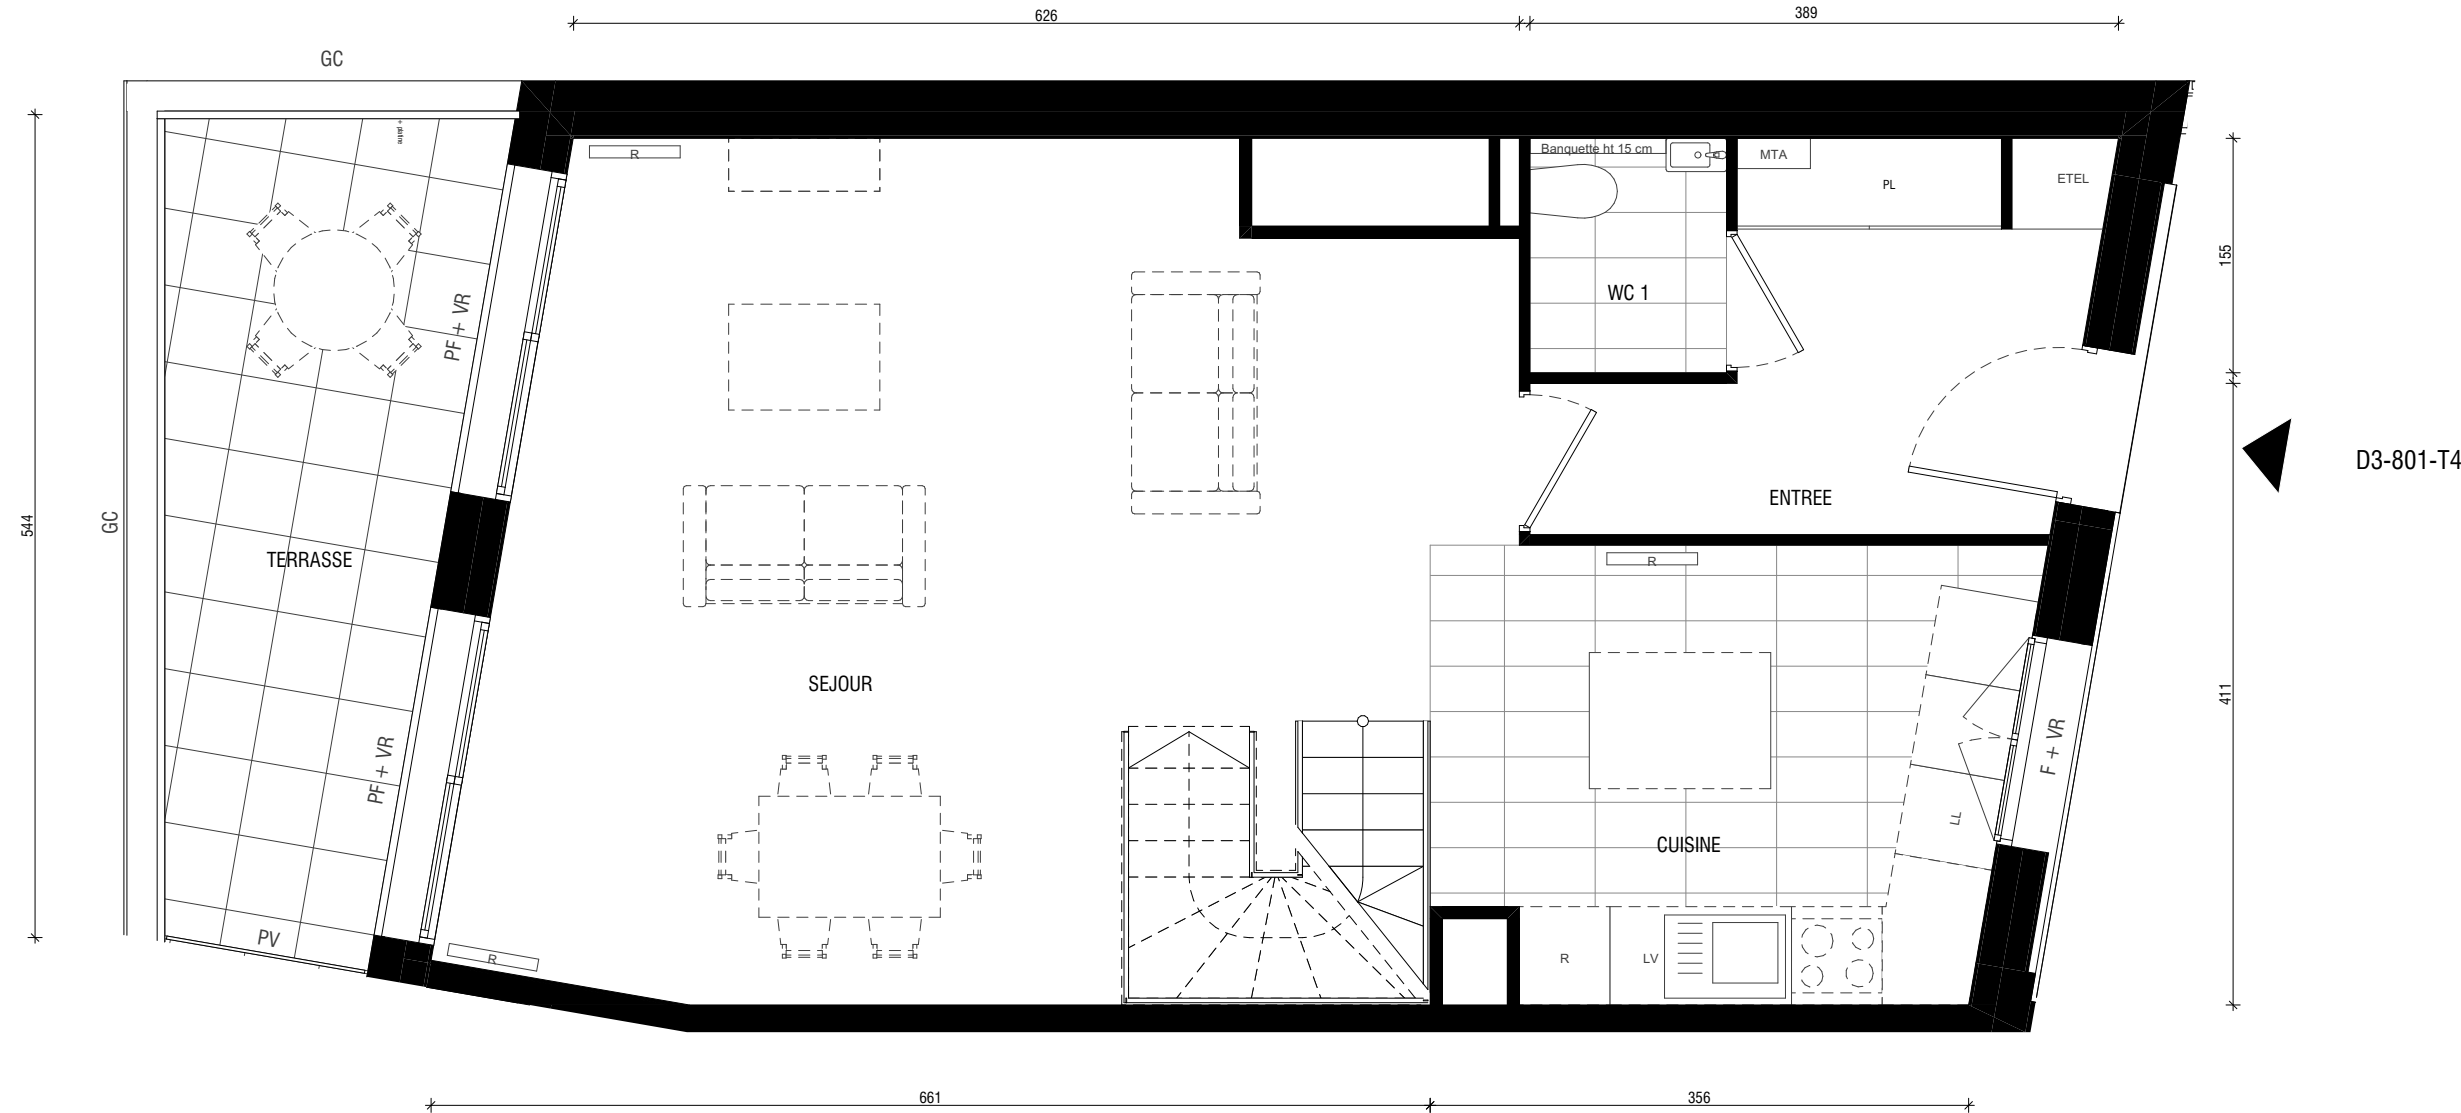 626
389
GC
+ platine
R
Banquette ht 15 cm
MTA
PL
ETEL
155
WC 1
PF + VR
D3-801-T4
ENTREE
544
GC
TERRASSE
R
SEJOUR
411
F + VR
PF + VR
LL
CUISINE
PV
R
R
LV
661
356